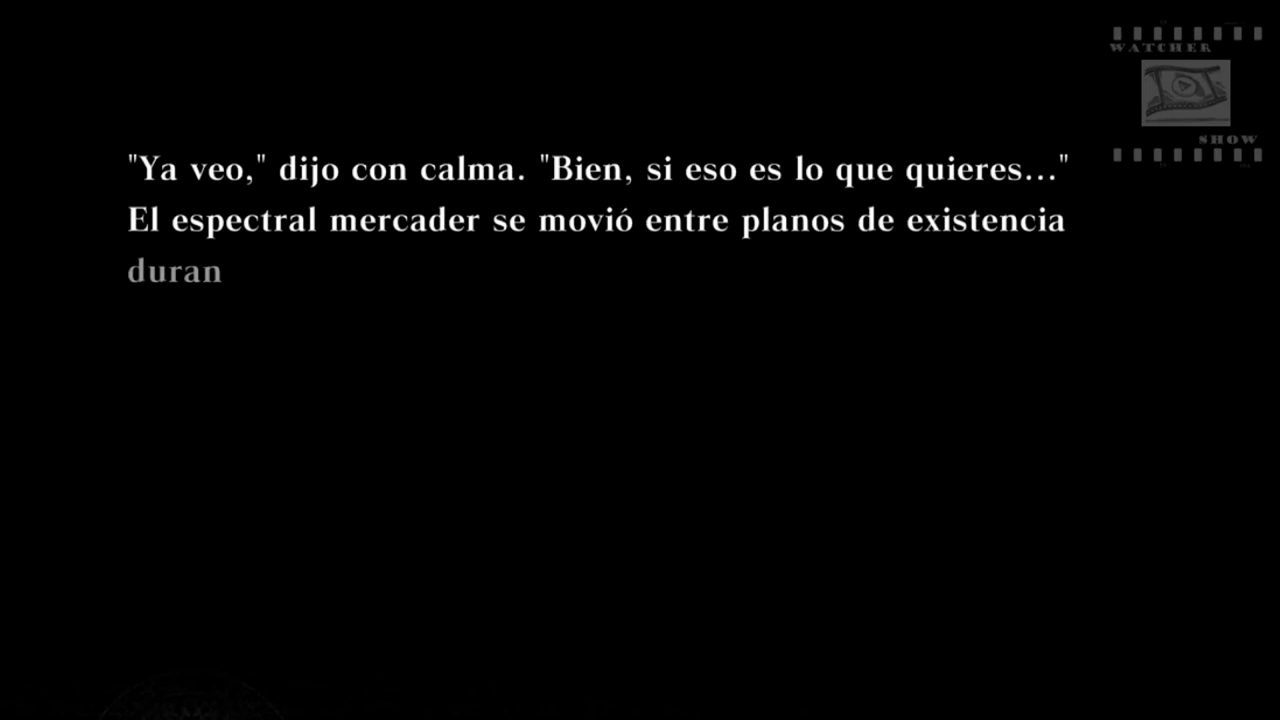 WATCHER
SHOW
"Ya veo," dijo con calma. "Bien, si eso es lo que quieres..."
El espectral mercader se movió entre planos de existencia
duran